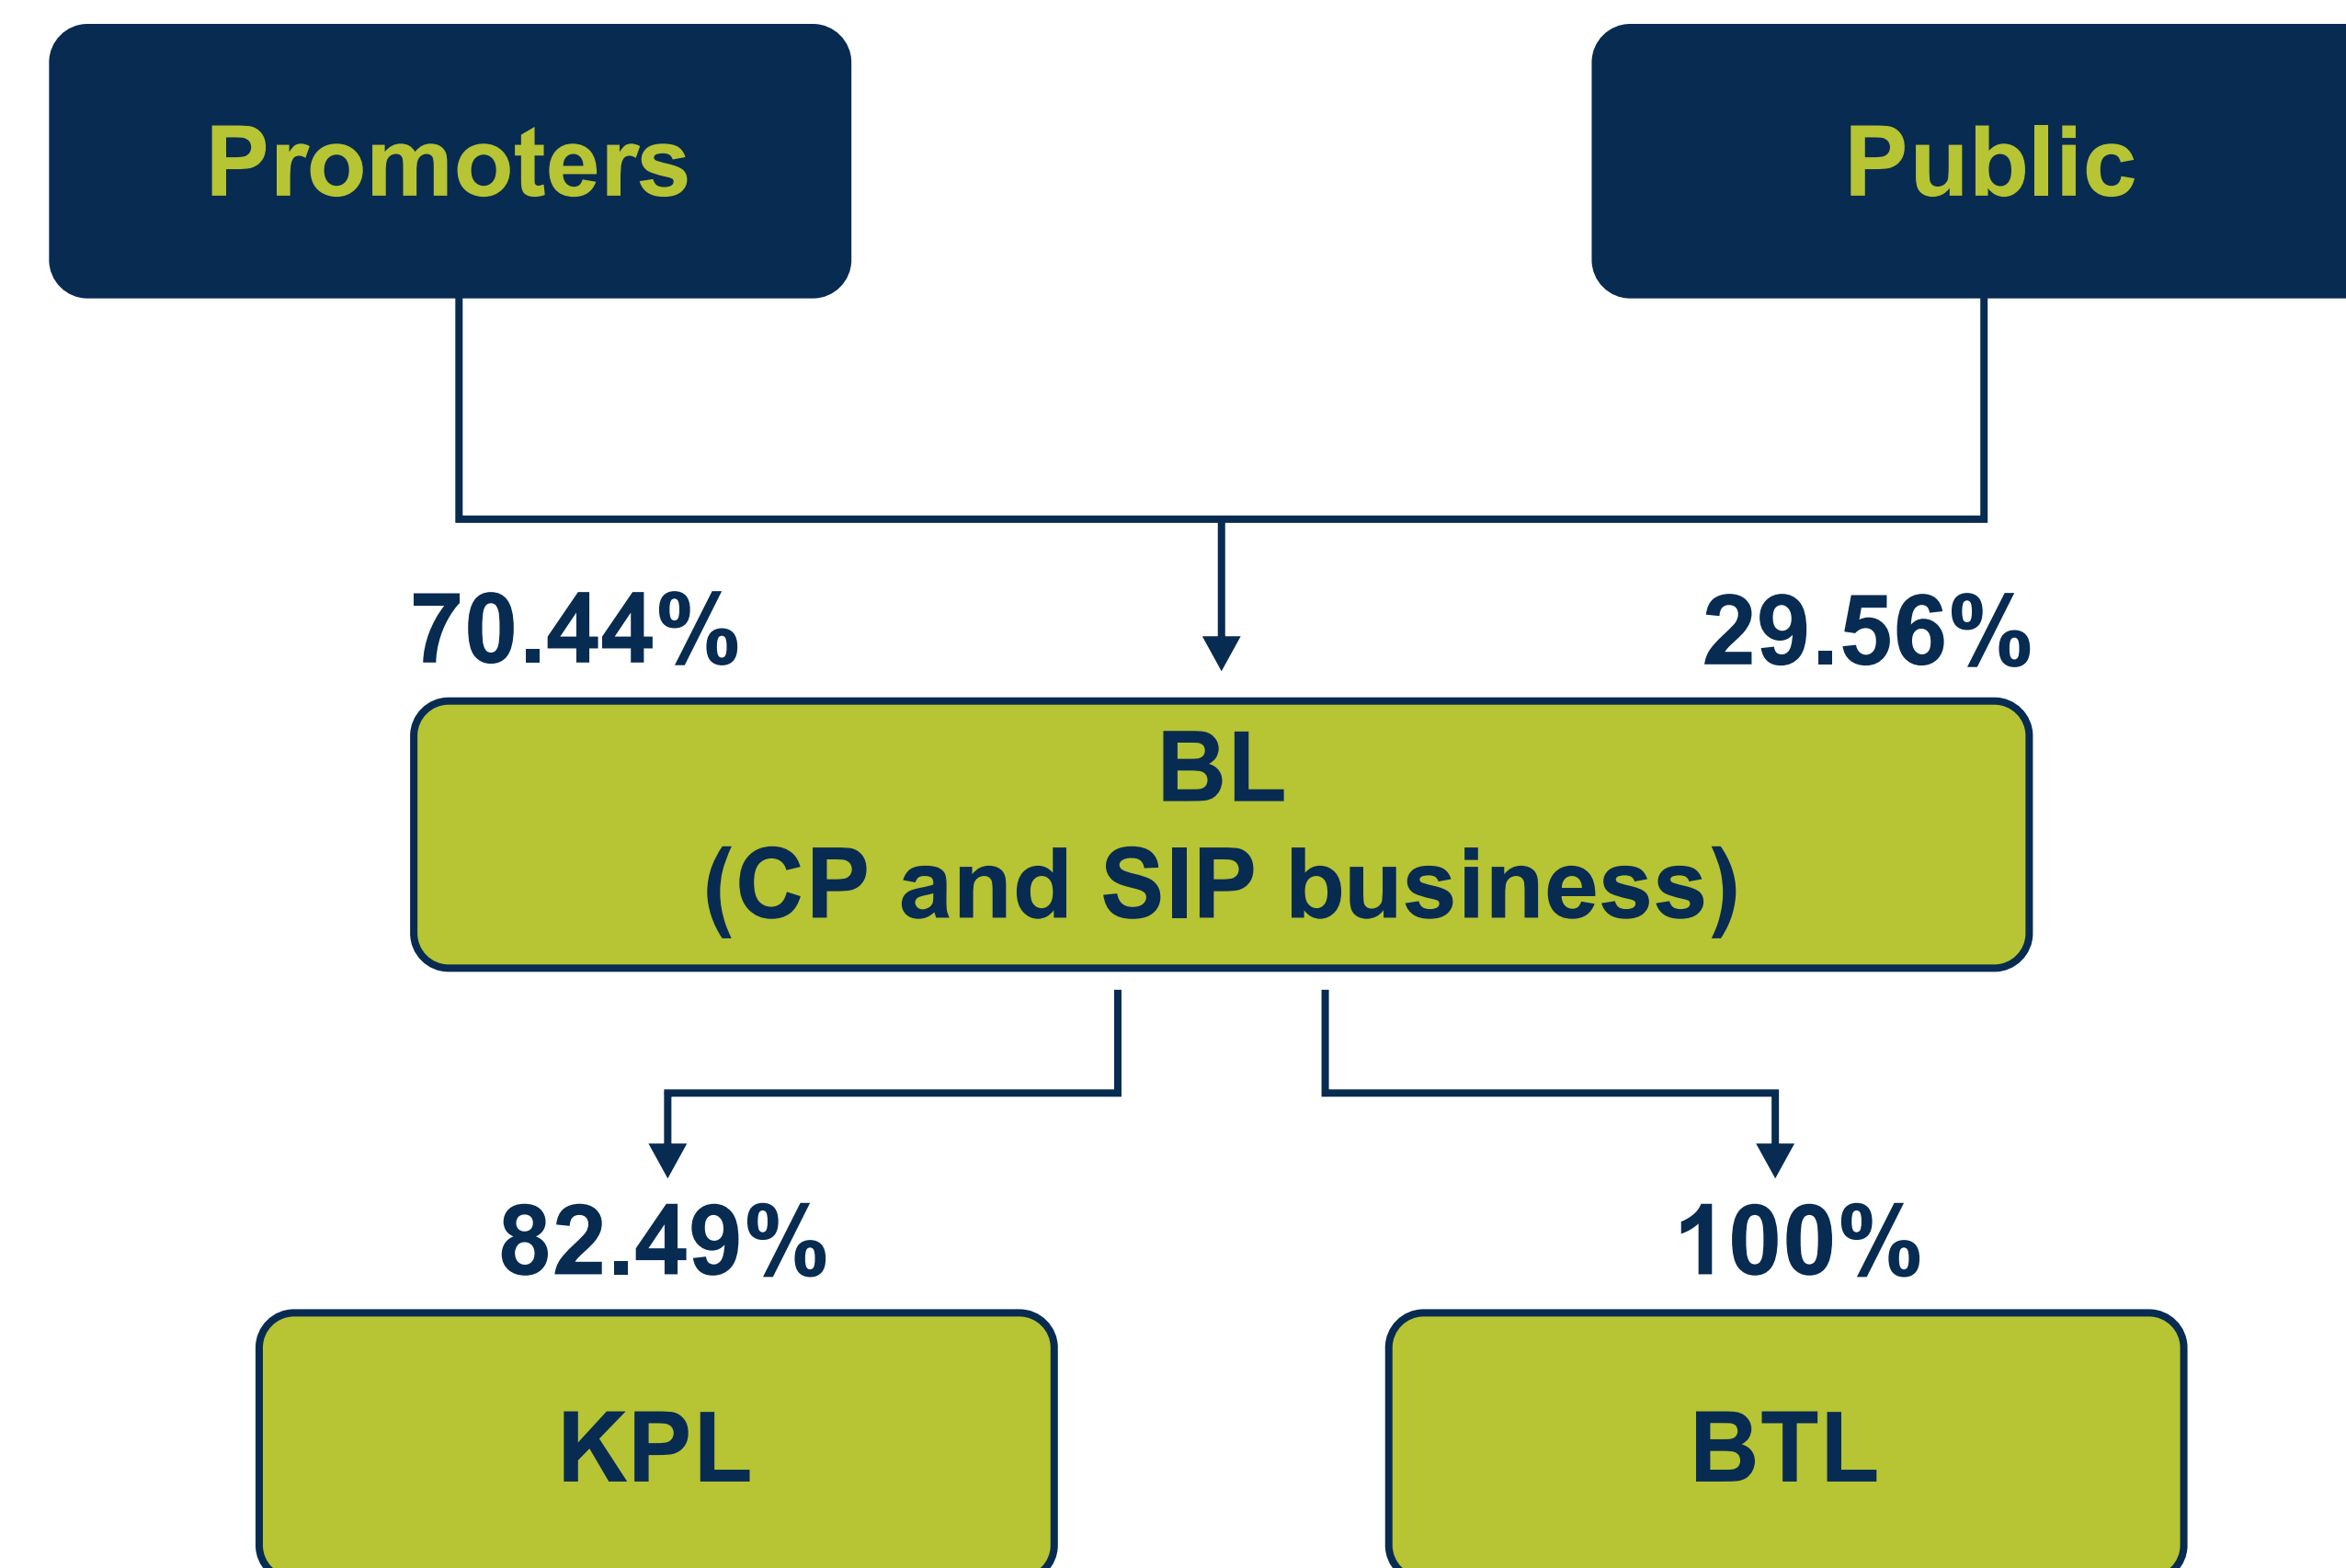 Promoters
Public
70.44%
29.56%
BL
(CP and SIP business)
82.49%
100%
KPL
BTL